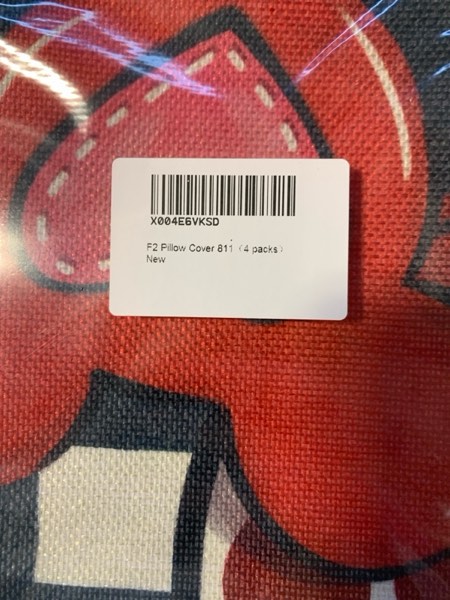 X004E6VKSD
F2 Pillow Cover 811（4 packs）
New